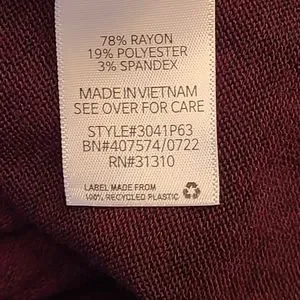 78% RAYON
19% POLYESTER
3% SPANDEX
MADE IN VIETNAM
SEE OVER FOR CARE
STYLE#3041P63
BN#407574/0722
RN#31310
LABEL MADE FROM
100% RECYCLED PLASTIC